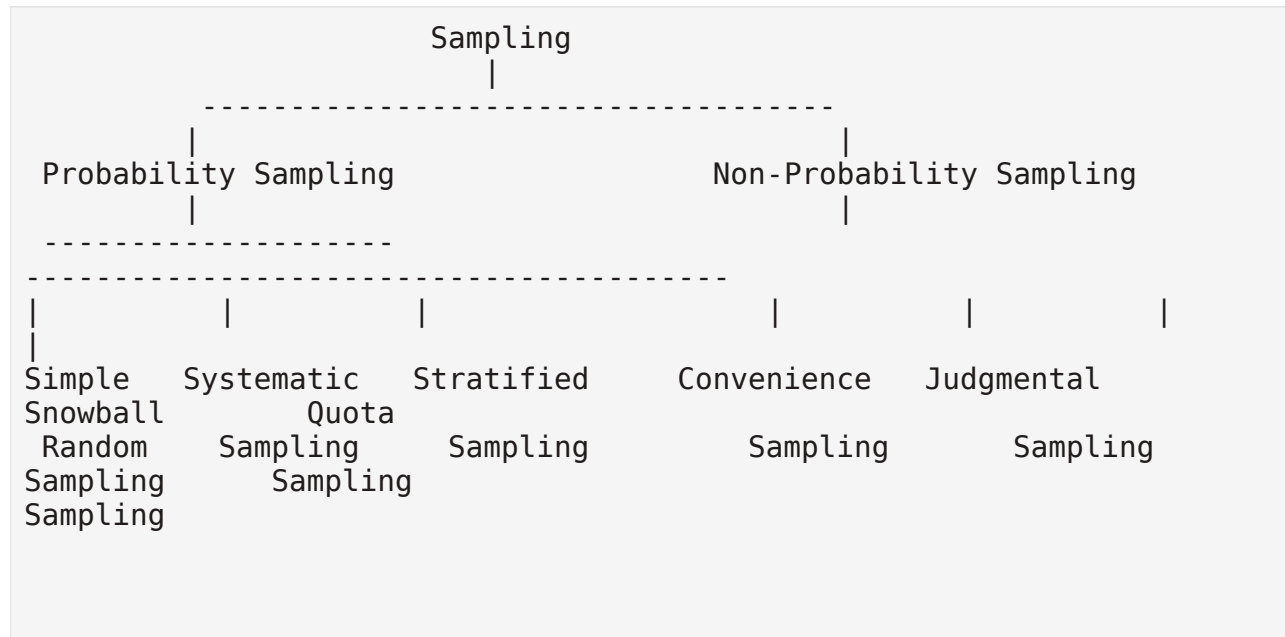 Sampling
|
------------------------------------
| |
Probability Sampling Non-Probability Sampling
| |
--------------------
----------------------------------------
| | | | | |
|
Simple Systematic Stratified Convenience Judgmental
Snowball Quota
Random Sampling Sampling Sampling Sampling
Sampling Sampling
Sampling